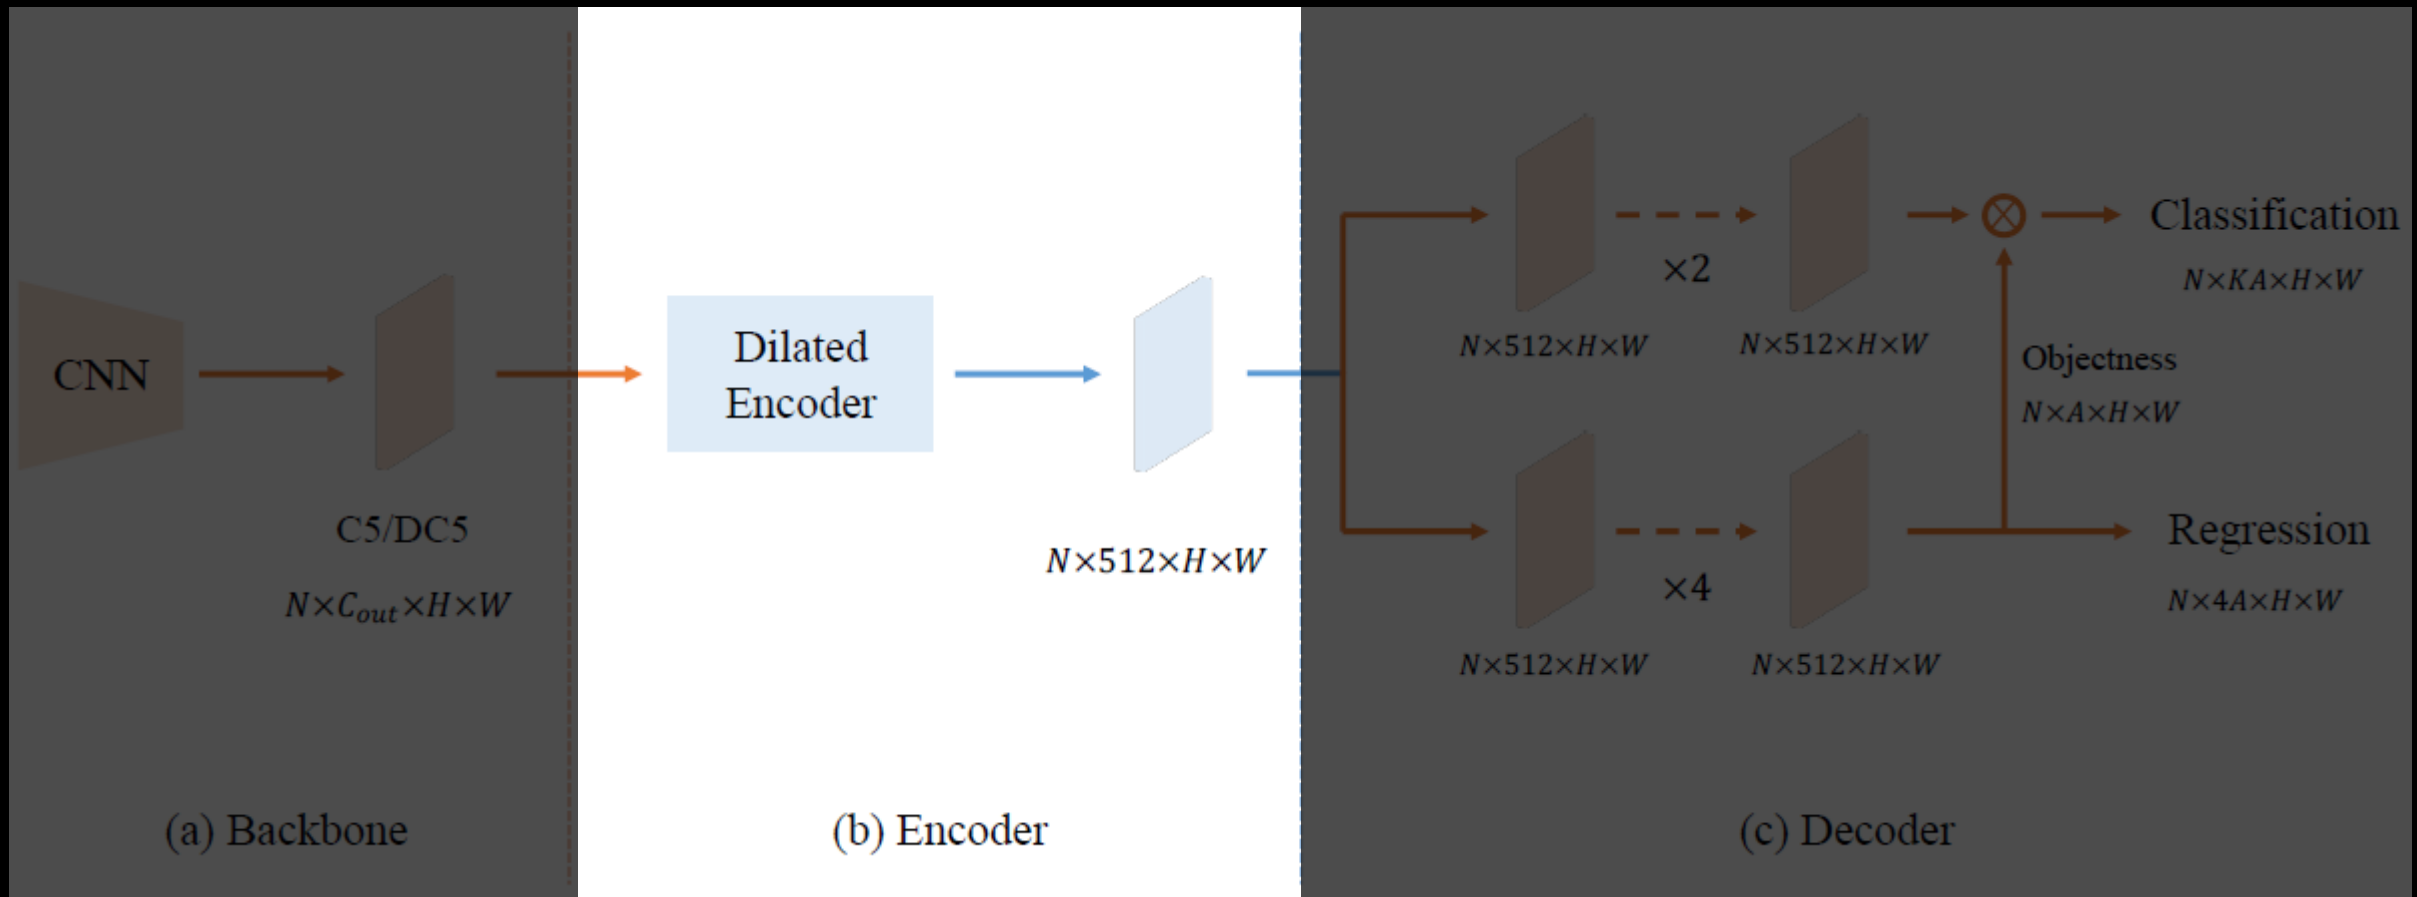 CNN
C5/DC5
N×C_out×H×W
(a) Backbone
Dilated
Encoder
N×512×H×W
(b) Encoder
×2
N×512×H×W
N×512×H×W
Classification
N×KA×H×W
Objectness
N×A×H×W
×4
N×512×H×W
N×512×H×W
Regression
N×4A×H×W
(c) Decoder